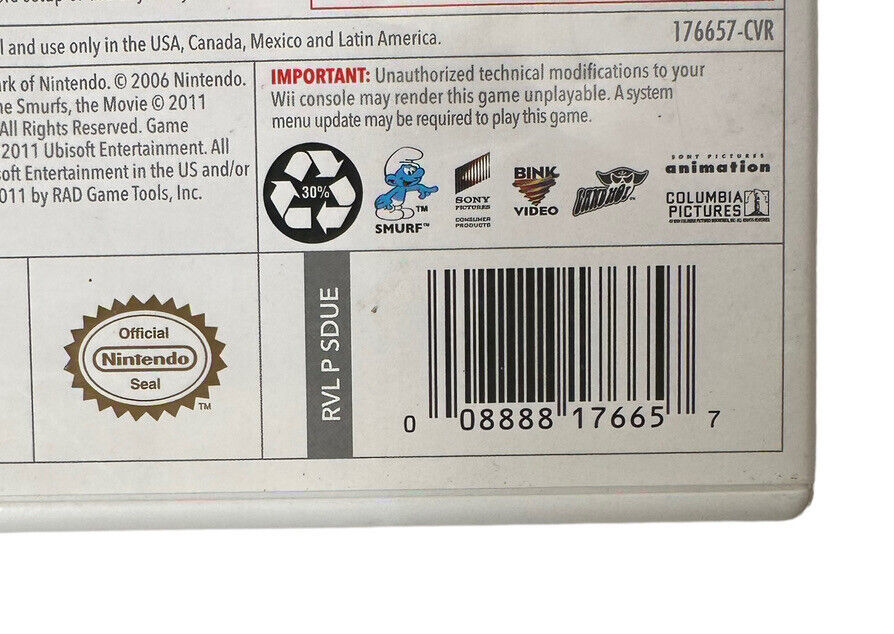 l and use only in the USA, Canada, Mexico and Latin America.
176657-CVR
rk of Nintendo. © 2006 Nintendo.
e Smurfs, the Movie © 2011
All Rights Reserved. Game
2011 Ubisoft Entertainment. All
soft Entertainment in the US and/or
011 by RAD Game Tools, Inc.
IMPORTANT: Unauthorized technical modifications to your
Wii console may render this game unplayable. A system
menu update may be required to play this game.
30%
TM
SMURF™
SONY
PICTURES
CONSUMER
PRODUCTS
BINK
VIDEO
SONY PICTURES
animation
COLUMBIA
PICTURES
Official
Nintendo
Seal
TM
RVL P SDUE
0 08888 17665 7